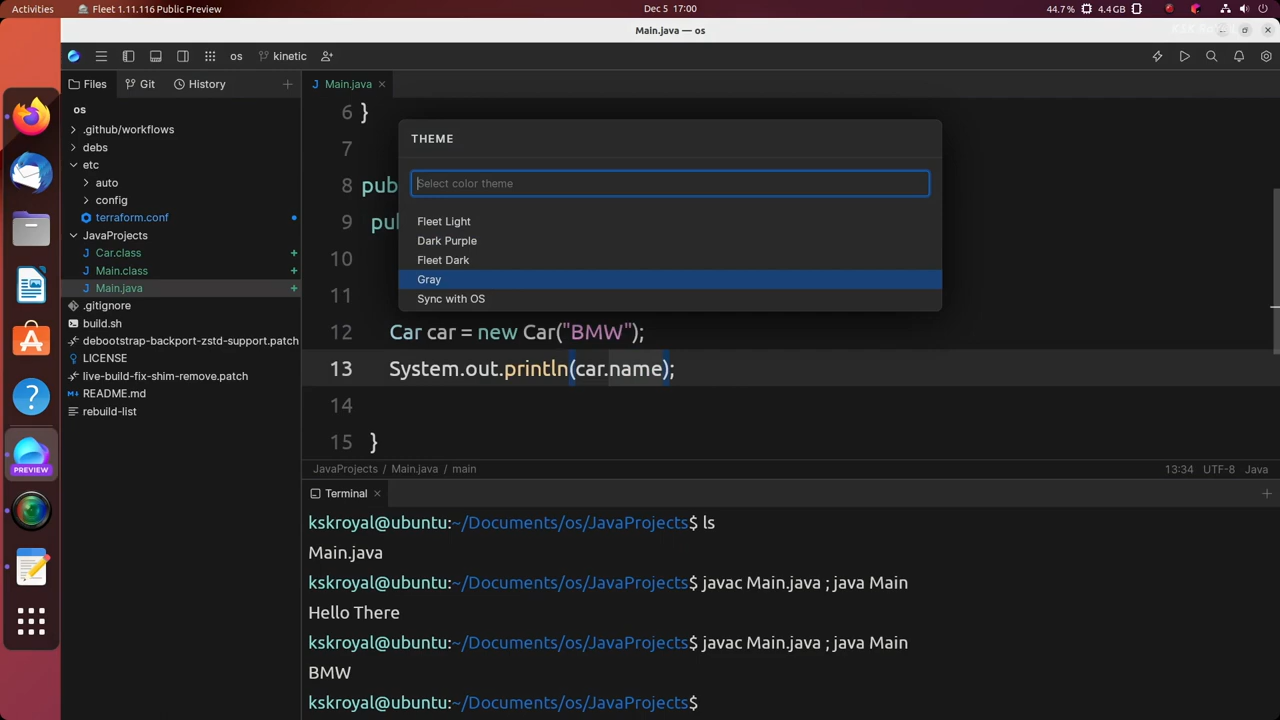 Activities
Fleet 1.11.116 Public Preview
Dec 5 17:00
44.7 %
4.4GB
Main.java — os
os
kinetic
Files
Git
History
os
.github/workflows
debs
etc
auto
config
terraform.conf
JavaProjects
Car.class
Main.class
Main.java
.gitignore
build.sh
debootstrap-backport-zstd-support.patch
LICENSE
live-build-fix-shim-remove.patch
README.md
rebuild-list
PREVIEW
Main.java
6 }
7
8 pub
9 pu
10
11
12 Car car = new Car("BMW");
13 System.out.println(car.name);
14
15 }
THEME
Select color theme
Fleet Light
Dark Purple
Fleet Dark
Gray
Sync with OS
JavaProjects / Main.java / main
13:34 UTF-8 Java
Terminal
kskroyal@ubuntu:~/Documents/os/JavaProjects$ ls
Main.java
kskroyal@ubuntu:~/Documents/os/JavaProjects$ javac Main.java ; java Main
Hello There
kskroyal@ubuntu:~/Documents/os/JavaProjects$ javac Main.java ; java Main
BMW
kskroyal@ubuntu:~/Documents/os/JavaProjects$